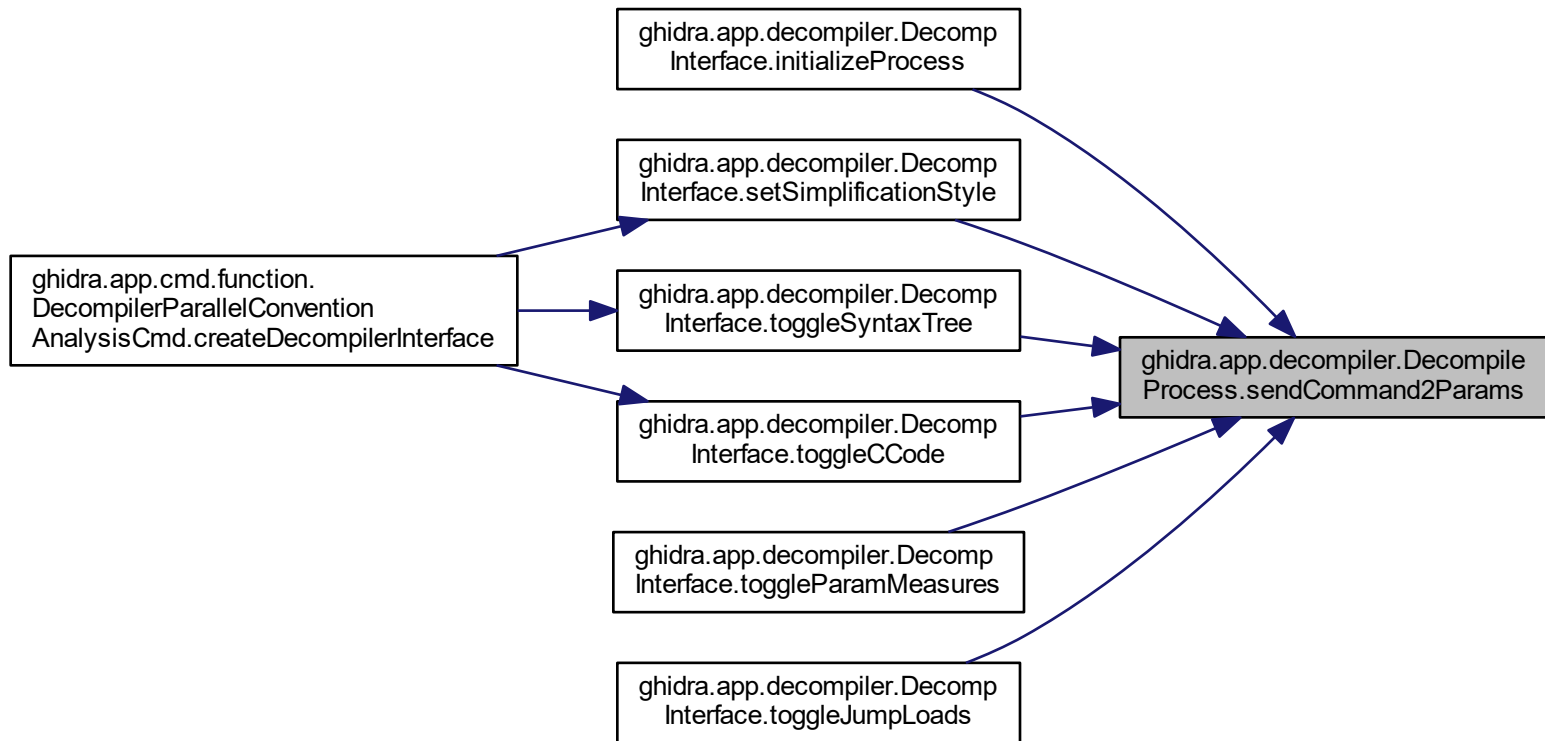 ghidra.app.decompiler.Decomp
Interface.initializeProcess
ghidra.app.decompiler.Decomp
Interface.setSimplificationStyle
ghidra.app.cmd.function.
DecompilerParallelConvention
AnalysisCmd.createDecompilerInterface
ghidra.app.decompiler.Decomp
Interface.toggleSyntaxTree
ghidra.app.decompiler.Decompile
Process.sendCommand2Params
ghidra.app.decompiler.Decomp
Interface.toggleCCode
ghidra.app.decompiler.Decomp
Interface.toggleParamMeasures
ghidra.app.decompiler.Decomp
Interface.toggleJumpLoads